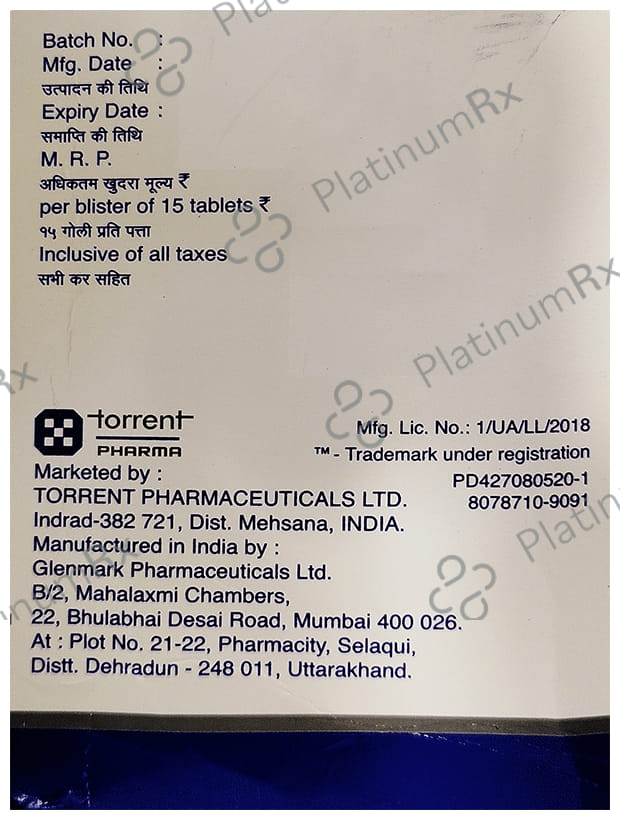 Batch No. :
Mfg. Date :
उत्पादन की तिथि
Expiry Date :
समाप्ति की तिथि
M. R. P.
अधिकतम खुदरा मूल्य ₹
per blister of 15 tablets ₹
१५ गोली प्रति पत्ता
Inclusive of all taxes
सभी कर सहित
torrent
PHARMA
Mfg. Lic. No.: 1/UA/LL/2018
™ - Trademark under registration
PD427080520-1
8078710-9091
Marketed by :
TORRENT PHARMACEUTICALS LTD.
Indrad-382 721, Dist. Mehsana, INDIA.
Manufactured in India by :
Glenmark Pharmaceuticals Ltd.
B/2, Mahalaxmi Chambers,
22, Bhulabhai Desai Road, Mumbai 400 026.
At : Plot No. 21-22, Pharmacity, Selaqui,
Distt. Dehradun - 248 011, Uttarakhand.
PlatinumRx
PlatinumRx